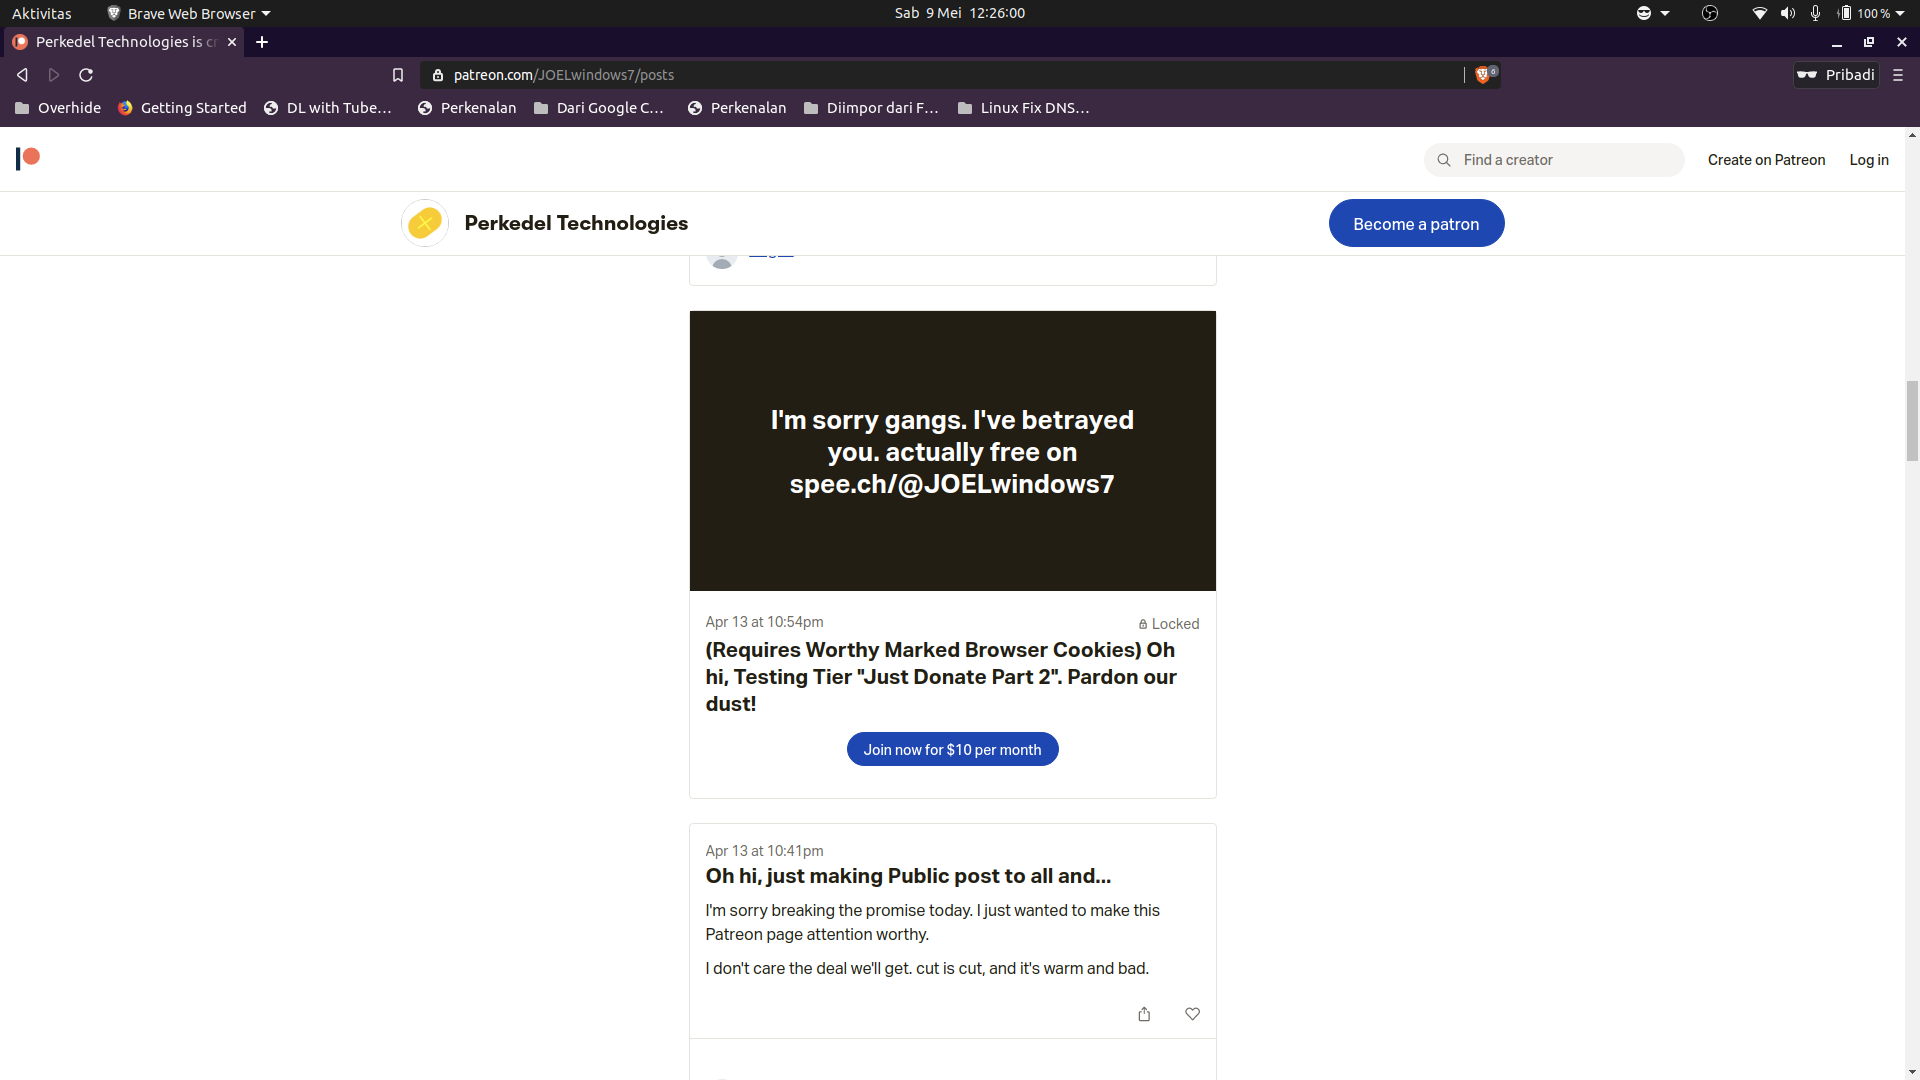 Aktivitas
Brave Web Browser
Sab 9 Mei 12:26:00
100 %
Perkedel Technologies is cr
patreon.com/JOELwindows7/posts
6
Pribadi
Overhide
Getting Started
DL with Tube…
Perkenalan
Dari Google C…
Perkenalan
Diimpor dari F…
Linux Fix DNS…
Find a creator
Create on Patreon
Log in
Perkedel Technologies
Become a patron
I'm sorry gangs. I've betrayed
you. actually free on
spee.ch/@JOELwindows7
Apr 13 at 10:54pm
Locked
(Requires Worthy Marked Browser Cookies) Oh
hi, Testing Tier "Just Donate Part 2". Pardon our
dust!
Join now for $10 per month
Apr 13 at 10:41pm
Oh hi, just making Public post to all and...
I'm sorry breaking the promise today. I just wanted to make this
Patreon page attention worthy.
I don't care the deal we'll get. cut is cut, and it's warm and bad.